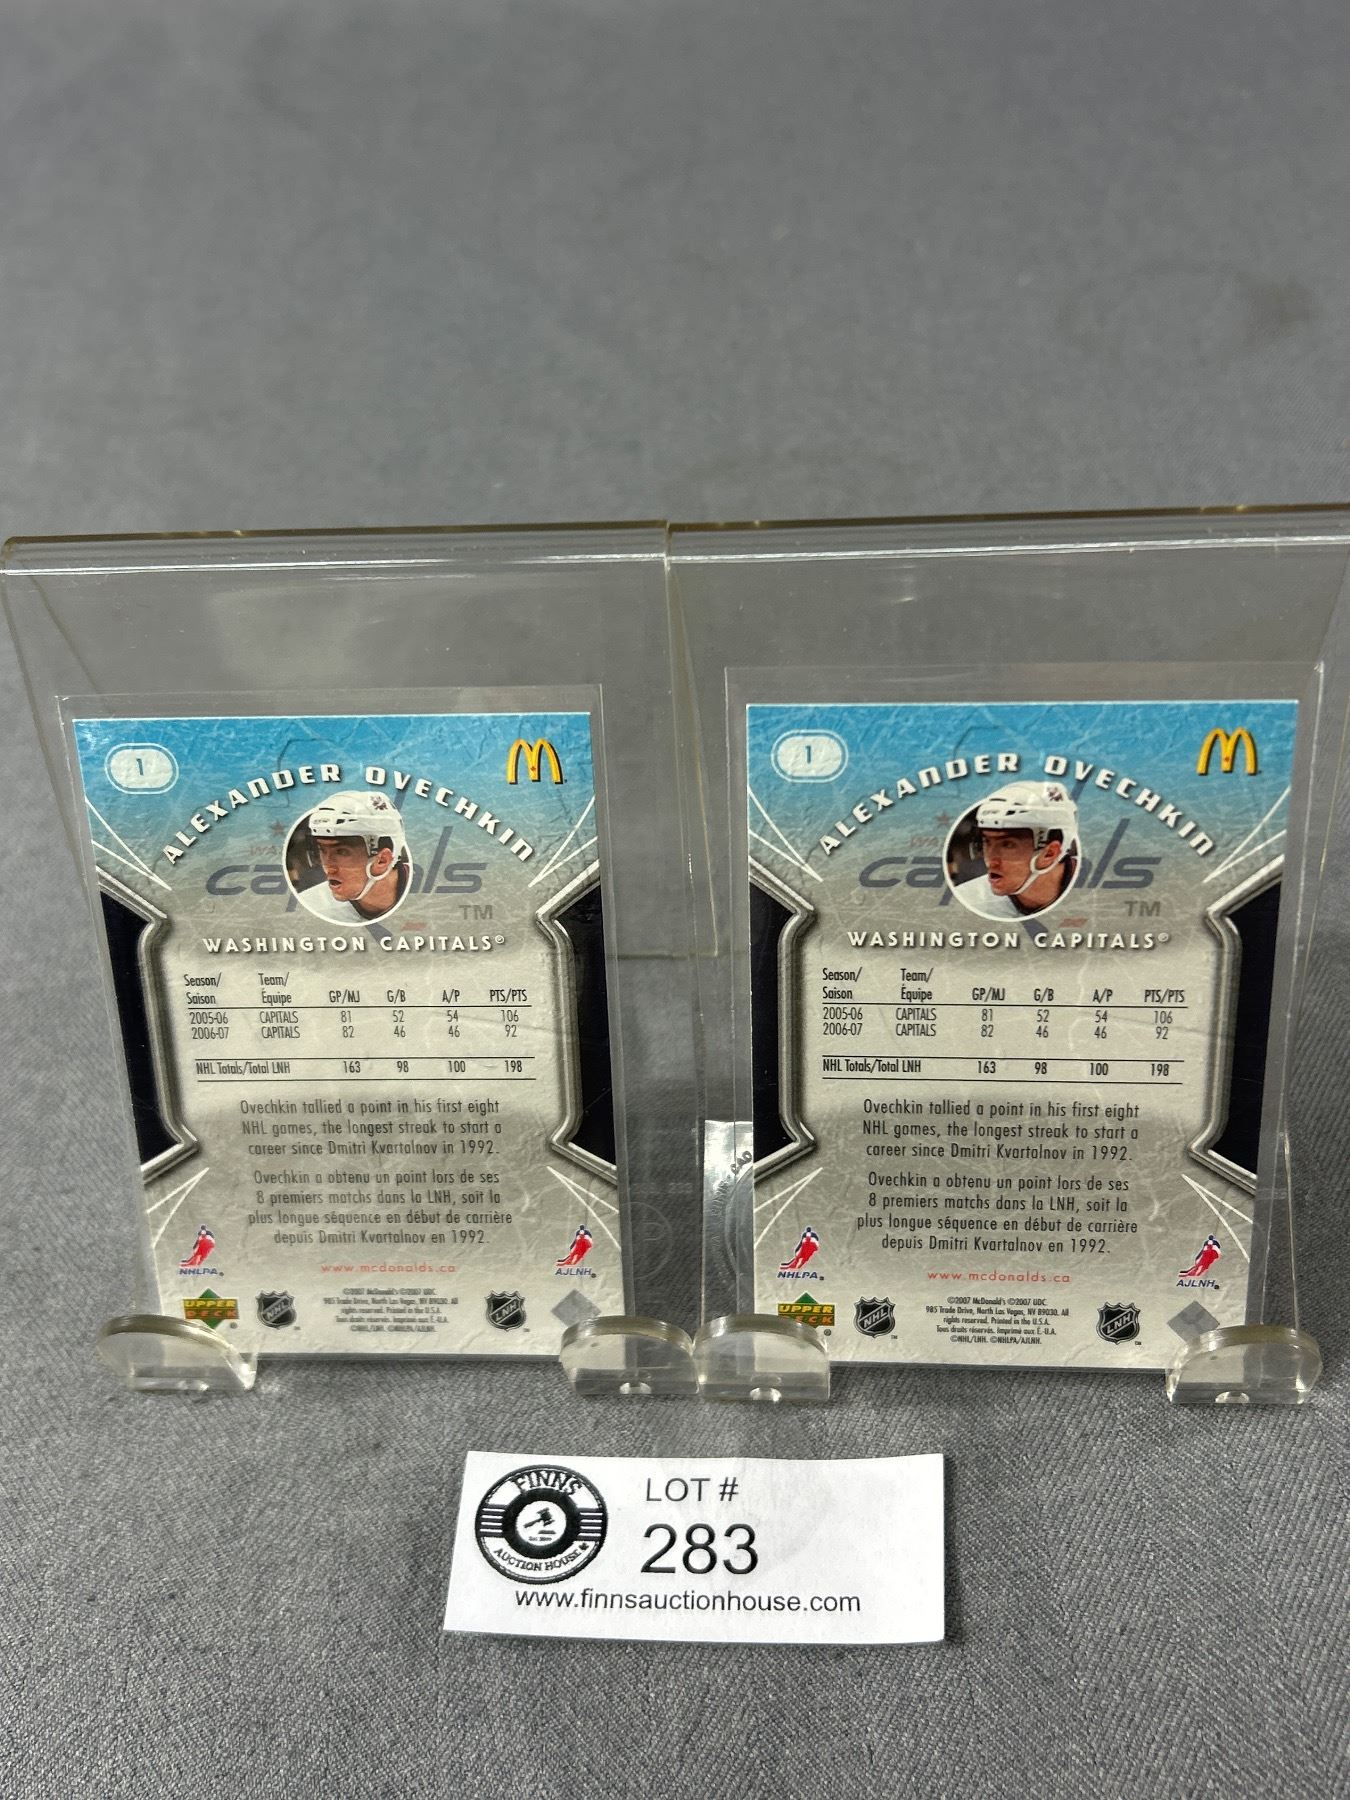 1
ALEXANDER OVECHKIN
CAPITALS
TM
WASHINGTON CAPITALS®
Season/ Team/
Saison Équipe GP/MJ G/B A/P PTS/PTS
2005-06 CAPITALS 81 52 54 106
2006-07 CAPITALS 82 46 46 92
NHL Totals/Total LNH 163 98 100 198
Ovechkin tallied a point in his first eight
NHL games, the longest streak to start a
career since Dmitri Kvartalnov in 1992.
Ovechkin a obtenu un point lors de ses
8 premiers matchs dans la LNH, soit la
plus longue séquence en début de carrière
depuis Dmitri Kvartalnov en 1992.
NHLPA®
AJLNH®
www.mcdonalds.ca
UPPER
DECK
NHL
©2007 McDonald's ©2007 UDC.
985 Trade Drive, North Las Vegas, NV 89030. All
rights reserved. Printed in the U.S.A.
Tous droits réservés. Imprimé aux É.-U.A.
©NHL/LNH. ©NHLPA/AJLNH.
LNH
1
ALEXANDER OVECHKIN
CAPITALS
TM
WASHINGTON CAPITALS®
Season/ Team/
Saison Équipe GP/MJ G/B A/P PTS/PTS
2005-06 CAPITALS 81 52 54 106
2006-07 CAPITALS 82 46 46 92
NHL Totals/Total LNH 163 98 100 198
Ovechkin tallied a point in his first eight
NHL games, the longest streak to start a
career since Dmitri Kvartalnov in 1992.
Ovechkin a obtenu un point lors de ses
8 premiers matchs dans la LNH, soit la
plus longue séquence en début de carrière
depuis Dmitri Kvartalnov en 1992.
NHLPA®
AJLNH®
www.mcdonalds.ca
UPPER
DECK
NHL
©2007 McDonald's ©2007 UDC.
985 Trade Drive, North Las Vegas, NV 89030. All
rights reserved. Printed in the U.S.A.
Tous droits réservés. Imprimé aux É.-U.A.
©NHL/LNH. ©NHLPA/AJLNH.
LNH
FINNS
AUCTION HOUSE
LOT #
283
www.finnsauctionhouse.com